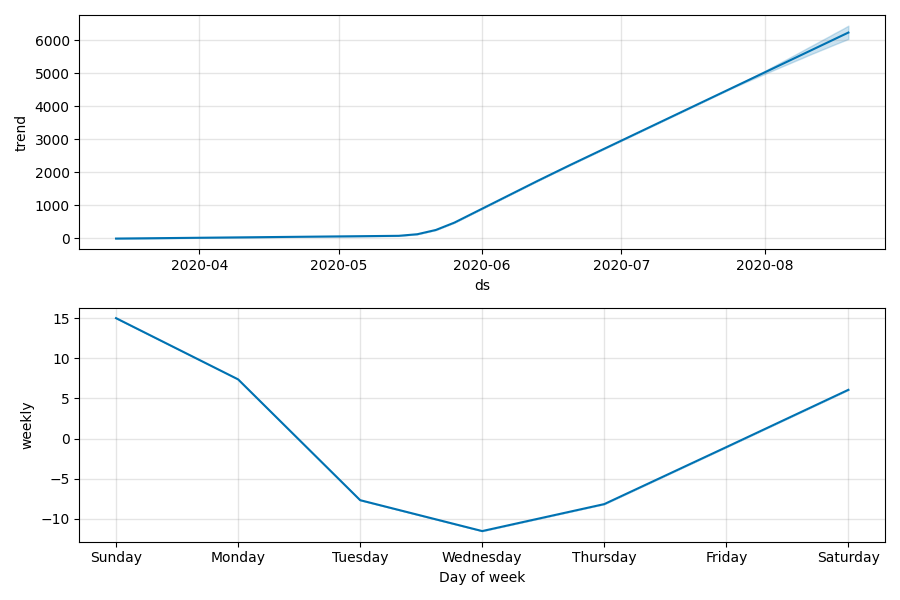 6000
5000
4000
3000
2000
1000
0
trend
2020-04 2020-05 2020-06 2020-07 2020-08
ds
15
10
5
0
−5
−10
weekly
Sunday Monday Tuesday Wednesday Thursday Friday Saturday
Day of week